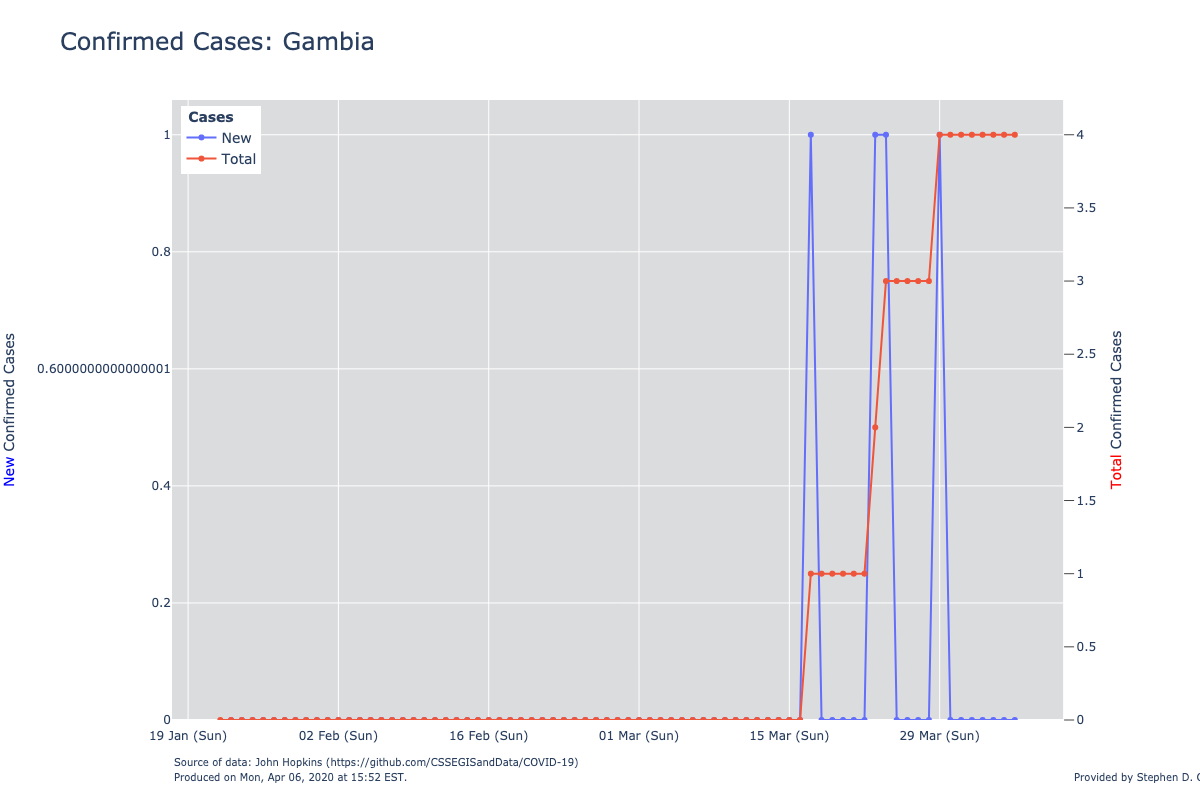 Confirmed Cases: Gambia
Cases
New
Total
1
0.8
0.6000000000000001
0.4
0.2
0
4
3.5
3
2.5
2
1.5
1
0.5
0
New Confirmed Cases
Total Confirmed Cases
19 Jan (Sun)
02 Feb (Sun)
16 Feb (Sun)
01 Mar (Sun)
15 Mar (Sun)
29 Mar (Sun)
Source of data: John Hopkins (https://github.com/CSSEGISandData/COVID-19)
Produced on Mon, Apr 06, 2020 at 15:52 EST.
Provided by Stephen D.